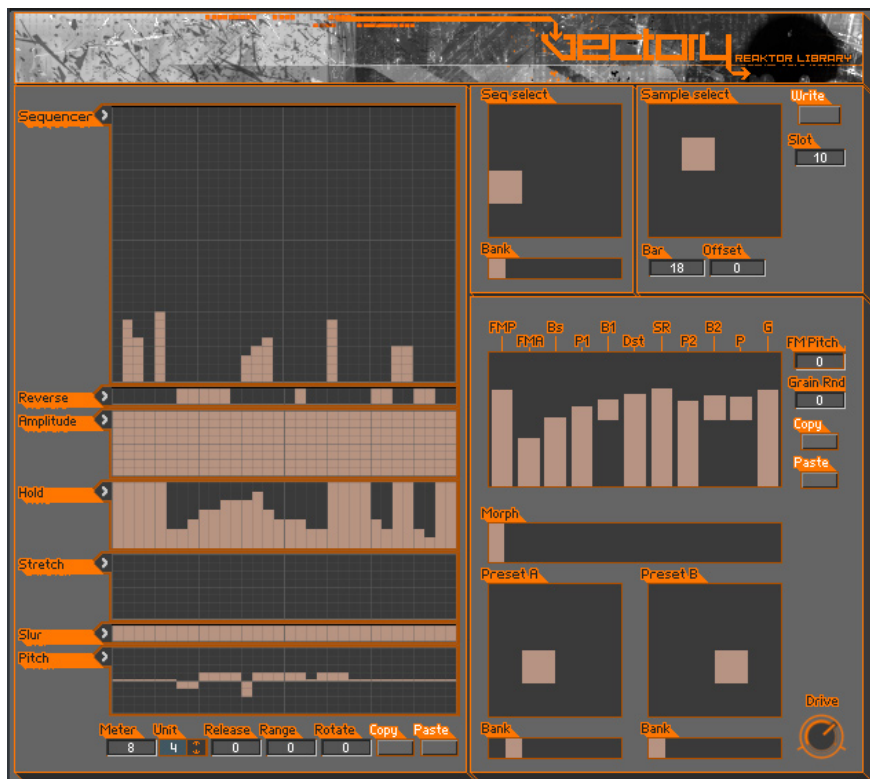 Vectory
REAKTOR LIBRARY
Sequencer
Reverse
Amplitude
Hold
Stretch
Slur
Pitch
Meter Unit Release Range Rotate Copy Paste
8 4 0 0 0
Seq select
Bank
Sample select
Write
Slot
10
Bar Offset
18 0
FMP Bs B1 SR B2 G
FMA P1 Dst P2 P
FM Pitch
0
Grain Rnd
0
Copy
Paste
Morph
Preset A Preset B
Drive
Bank Bank